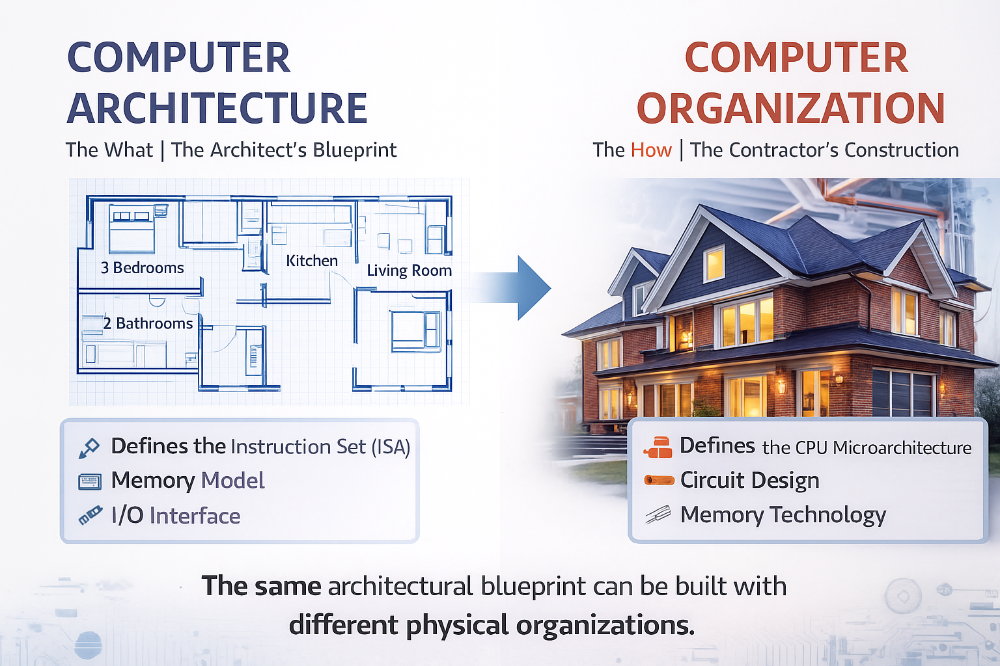 COMPUTER
ARCHITECTURE
The What | The Architect's Blueprint
3 Bedrooms
Kitchen
Living Room
2 Bathrooms
Defines the Instruction Set (ISA)
Memory Model
I/O Interface
COMPUTER
ORGANIZATION
The How | The Contractor's Construction
Defines the CPU Microarchitecture
Circuit Design
Memory Technology
The same architectural blueprint can be built with
different physical organizations.